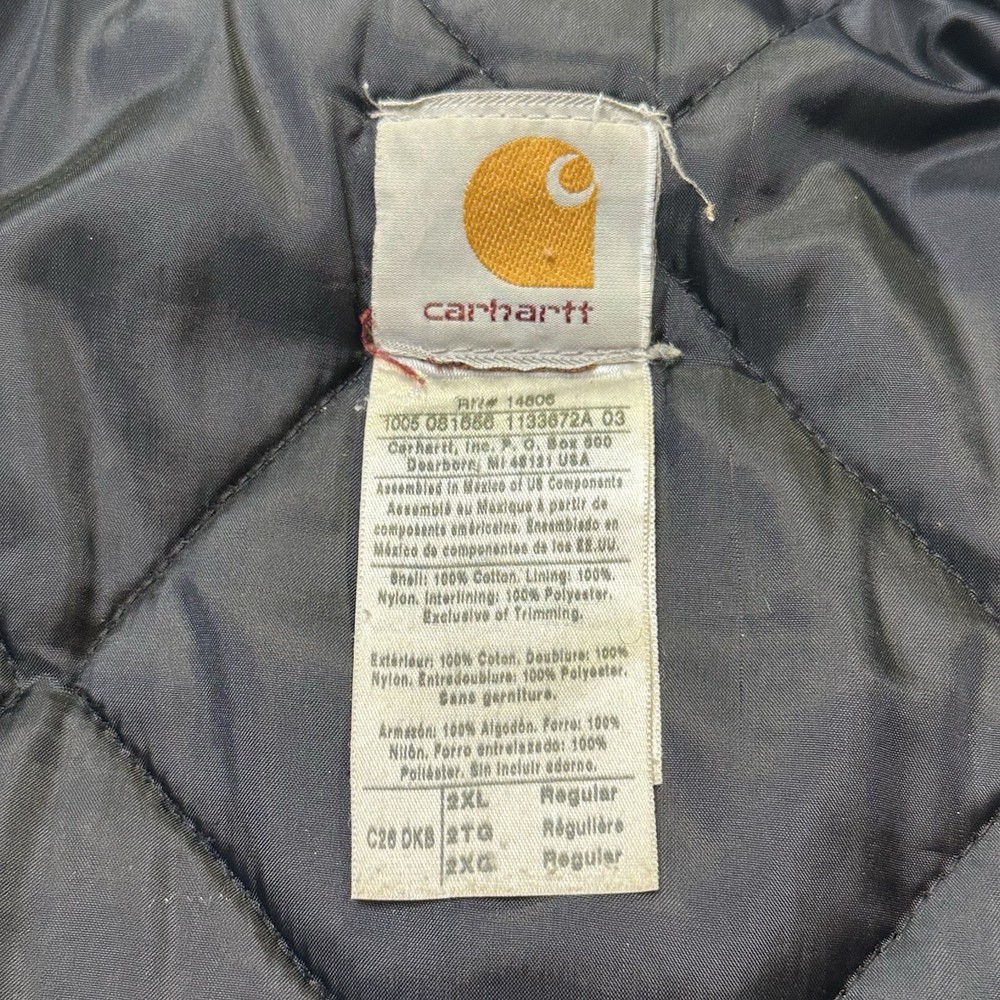 carhartt
RN# 14806
1005 081656 1133672A 03
Carhartt, Inc. P. O. Box 600
Dearborn, MI 48121 USA
Assembled in Mexico of US Components
Assemblé au Mexique à partir de
composants américains. Ensamblado en
México de componentes de los EE.UU.
Shell: 100% Cotton. Lining: 100%
Nylon. Interlining: 100% Polyester.
Exclusive of Trimming.
Extérieur: 100% Coton. Doublure: 100%
Nylon. Entredoublure: 100% Polyester.
Sans garniture.
Armazón: 100% Algodón. Forro: 100%
Nilón. Forro entrelazado: 100%
Poliéster. Sin incluir adorno.
2XL Regular
C26 DKB 2TG Régulière
2XG Regular